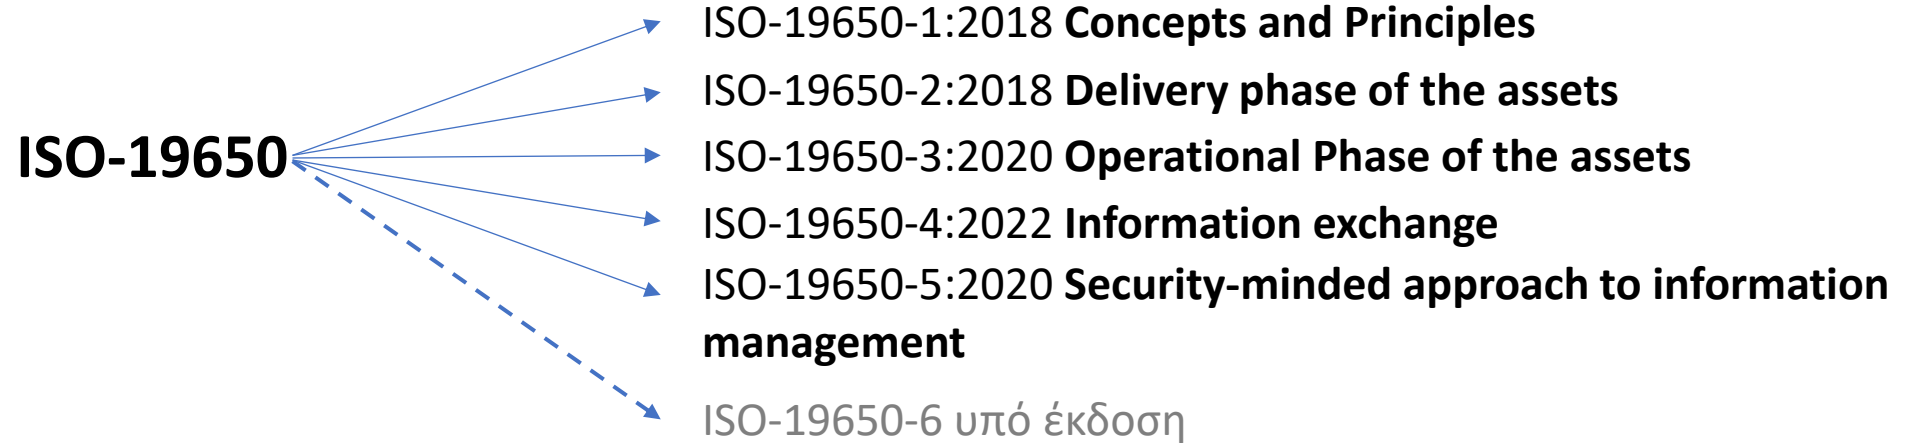 ISO-19650
ISO-19650-1:2018 Concepts and Principles
ISO-19650-2:2018 Delivery phase of the assets
ISO-19650-3:2020 Operational Phase of the assets
ISO-19650-4:2022 Information exchange
ISO-19650-5:2020 Security-minded approach to information
management
ISO-19650-6 υπό έκδοση